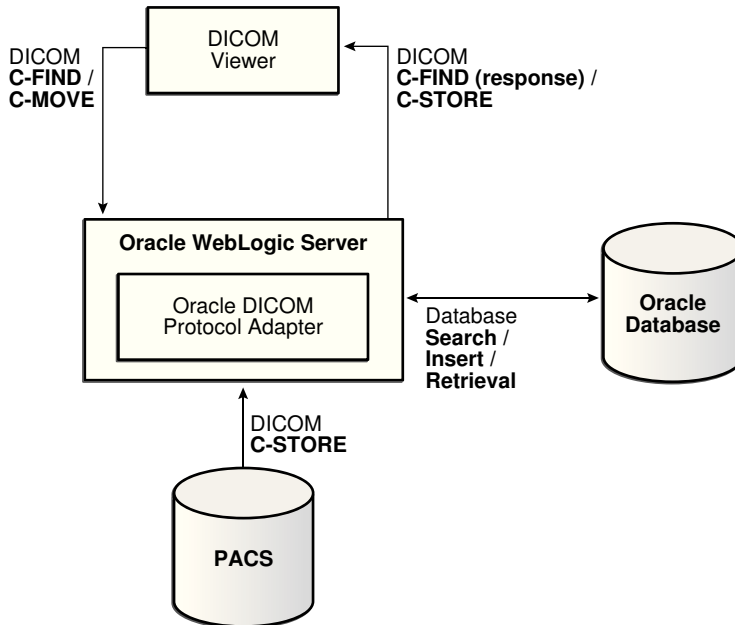 DICOM
Viewer
DICOM
C-FIND /
C-MOVE
DICOM
C-FIND (response) /
C-STORE
Oracle WebLogic Server
Oracle DICOM
Protocol Adapter
Database
Search /
Insert /
Retrieval
Oracle
Database
DICOM
C-STORE
PACS